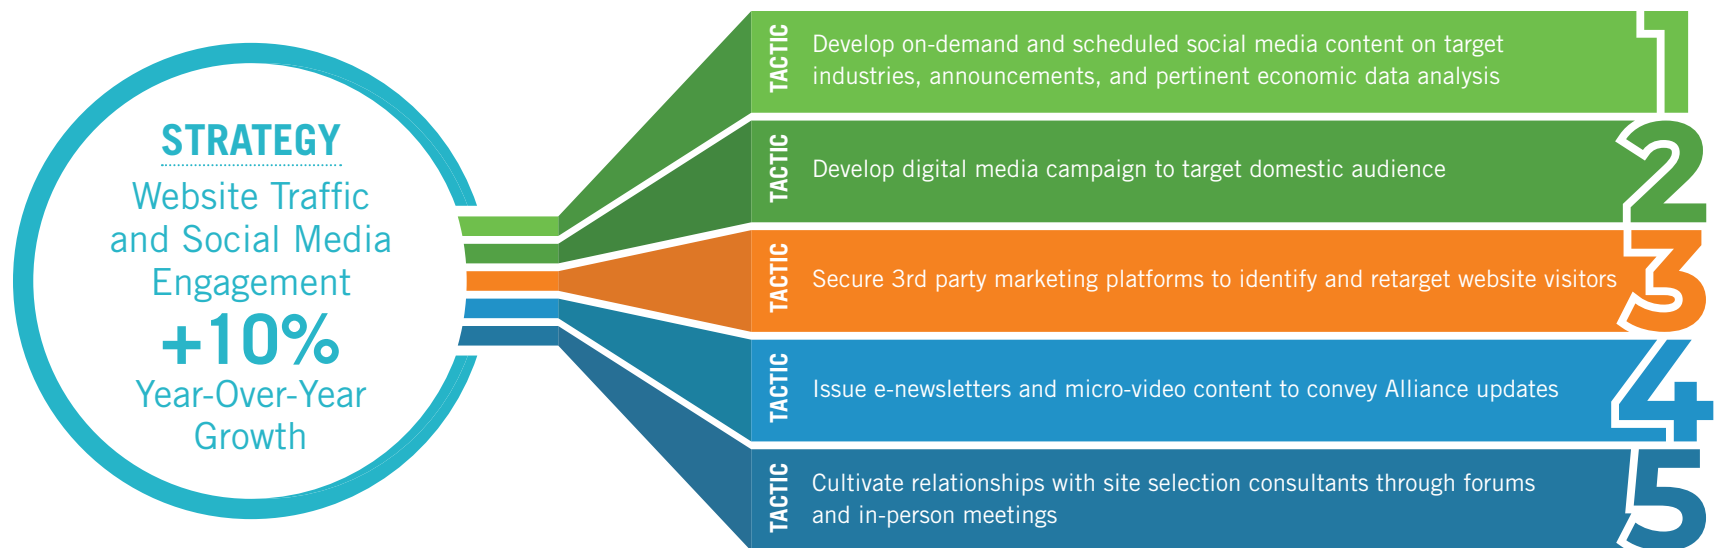 STRATEGY
Website Traffic
and Social Media
Engagement
+10%
Year-Over-Year
Growth
TACTIC
Develop on-demand and scheduled social media content on target
industries, announcements, and pertinent economic data analysis
1
TACTIC
Develop digital media campaign to target domestic audience
2
TACTIC
Secure 3rd party marketing platforms to identify and retarget website visitors
3
TACTIC
Issue e-newsletters and micro-video content to convey Alliance updates
4
TACTIC
Cultivate relationships with site selection consultants through forums
and in-person meetings
5